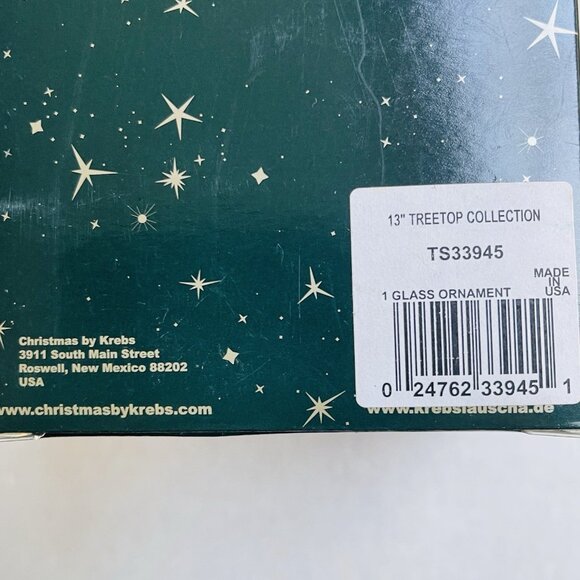 13" TREETOP COLLECTION
TS33945
MADE
IN
USA
1 GLASS ORNAMENT
0 24762 33945 1
Christmas by Krebs
3911 South Main Street
Roswell, New Mexico 88202
USA
www.christmasbykrebs.com
www.krebslauscha.de